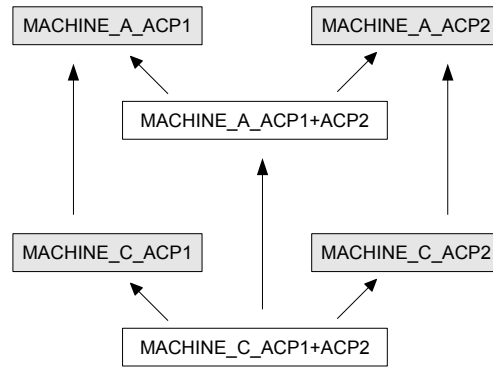 MACHINE_A_ACP1
MACHINE_A_ACP2
MACHINE_A_ACP1+ACP2
MACHINE_C_ACP1
MACHINE_C_ACP2
MACHINE_C_ACP1+ACP2